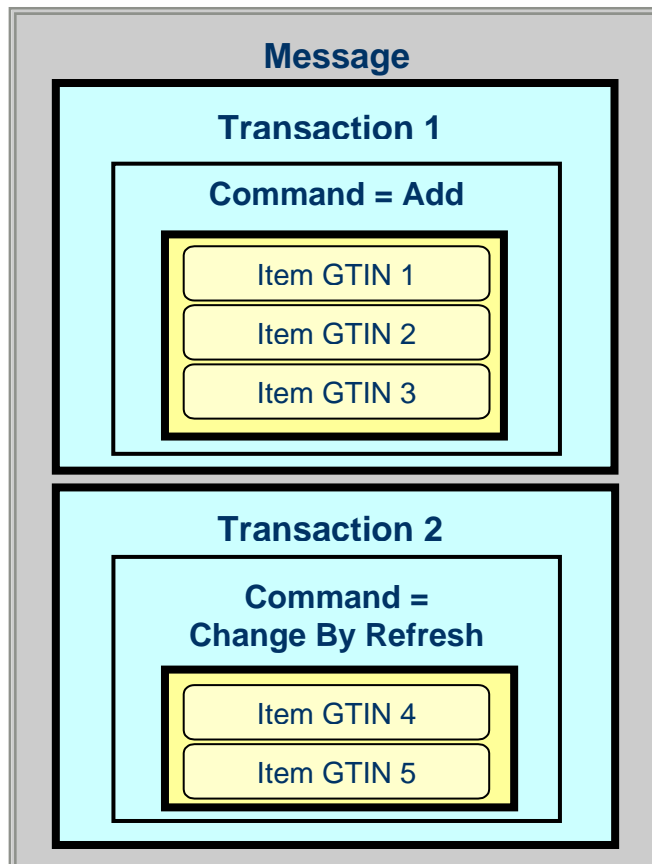 Message
Transaction 1
Command = Add
Item GTIN 1
Item GTIN 2
Item GTIN 3
Transaction 2
Command =
Change By Refresh
Item GTIN 4
Item GTIN 5